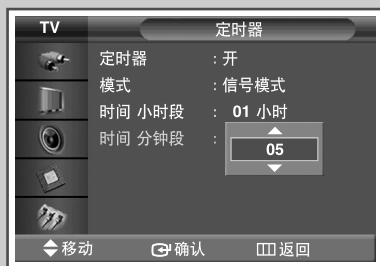 TV 定时器
定时器 : 开
模式 : 信号模式
时间 小时段 : 01 小时
时间 分钟段 : 05
移动 确认 返回